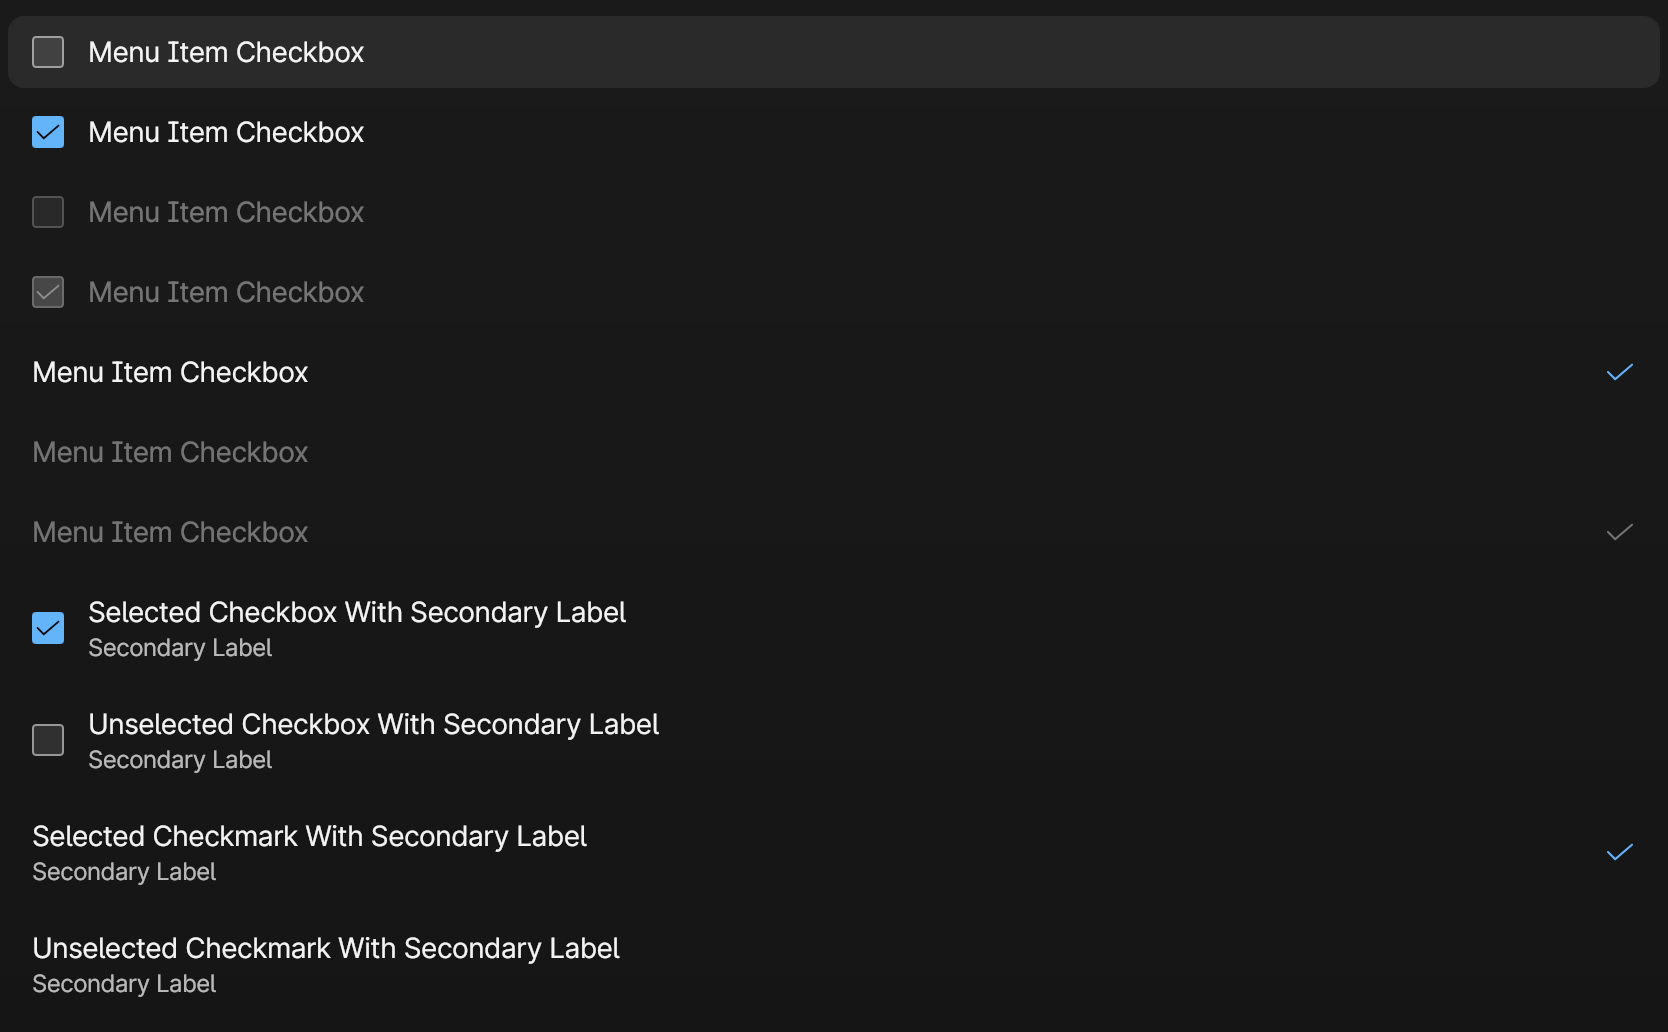 Menu Item Checkbox
Menu Item Checkbox
Menu Item Checkbox
Menu Item Checkbox
Menu Item Checkbox
Menu Item Checkbox
Menu Item Checkbox
Selected Checkbox With Secondary Label
Secondary Label
Unselected Checkbox With Secondary Label
Secondary Label
Selected Checkmark With Secondary Label
Secondary Label
Unselected Checkmark With Secondary Label
Secondary Label